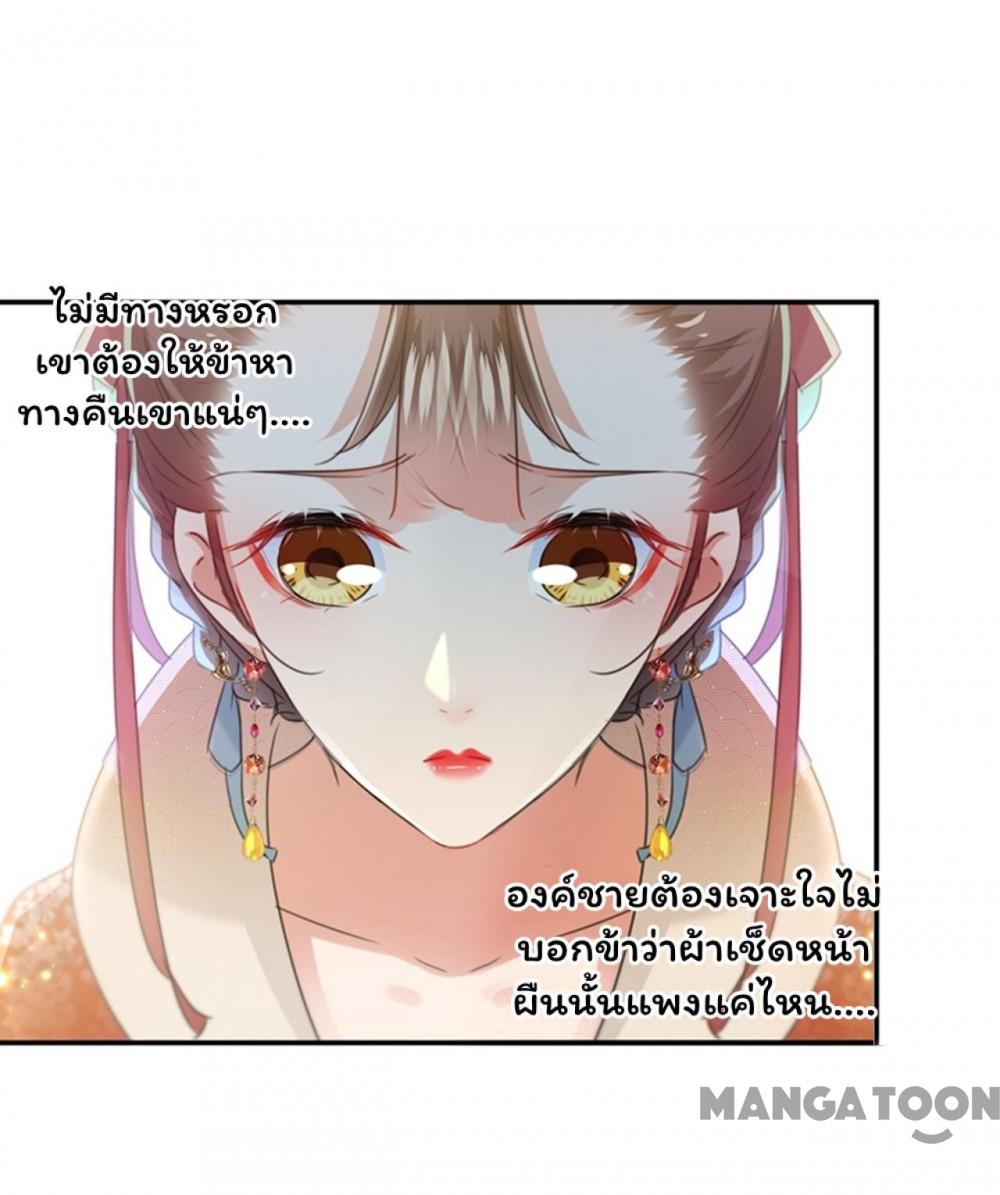 ไม่มีทางหรอก
เขาต้องให้ข้าหา
ทางคืนเขาแน่ๆ....
องค์ชายต้องเจาะใจไม่
บอกข้าว่าผ้าเช็ดหน้า
ผืนนั้นแพงแค่ไหน....
MANGATOON